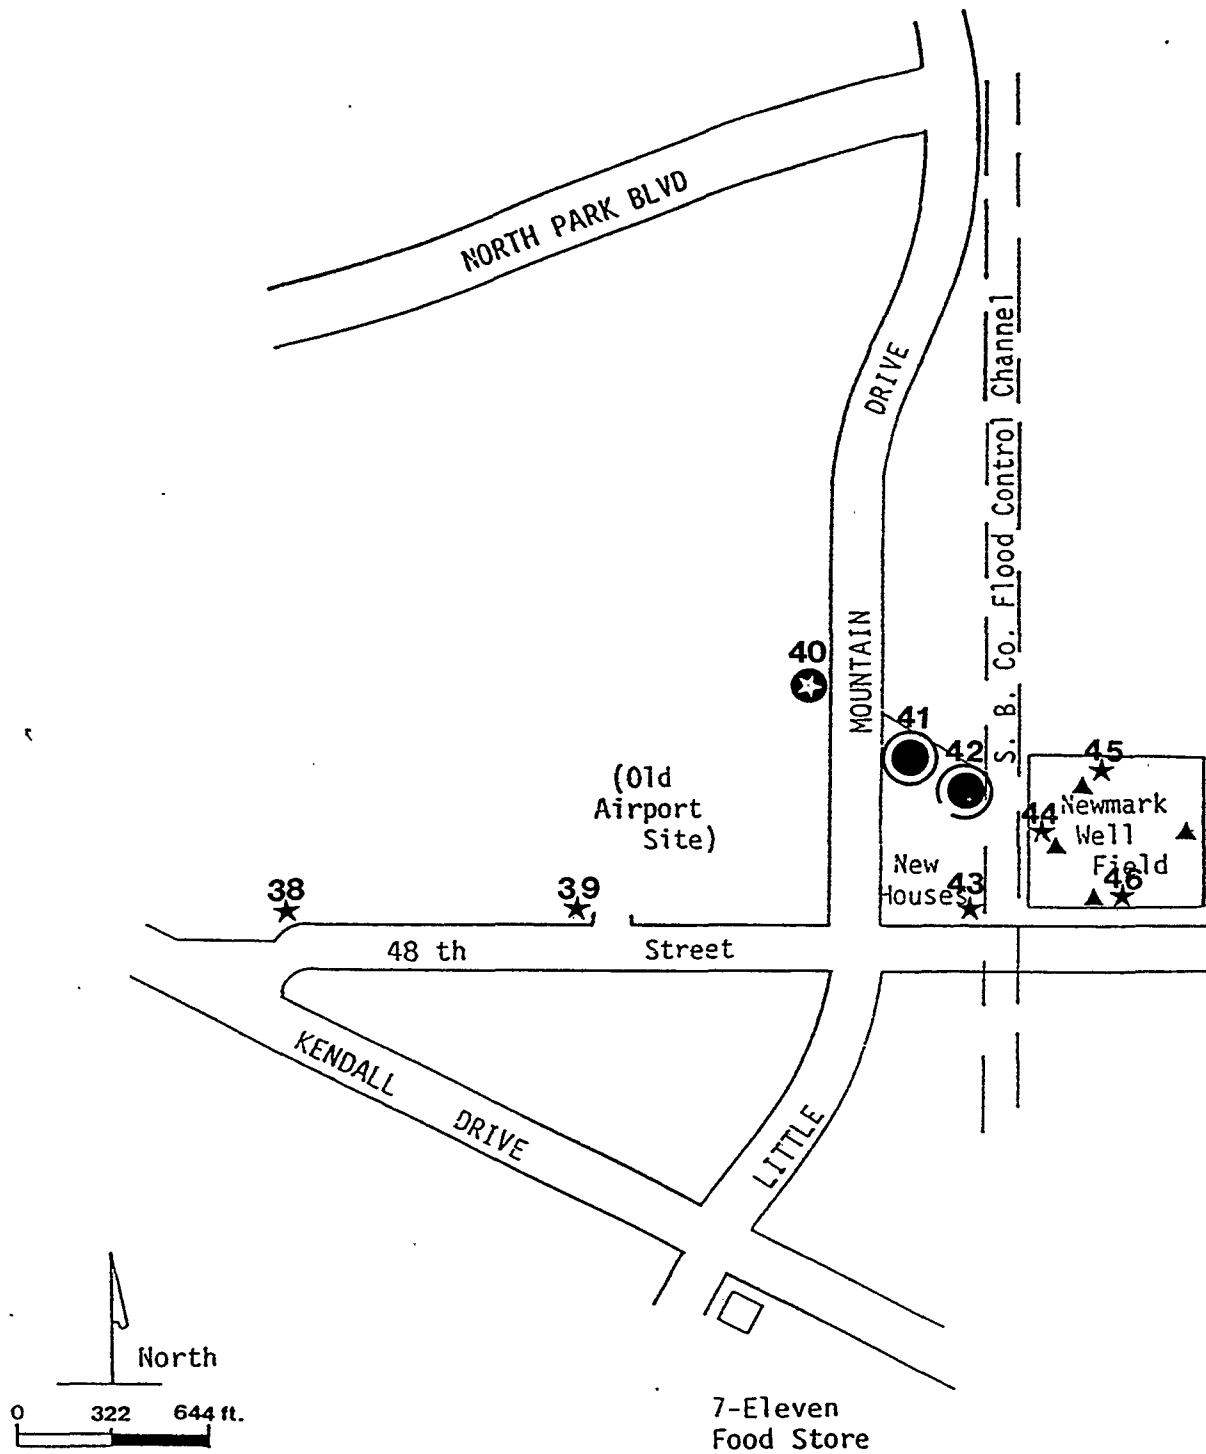 NORTH PARK BLVD
DRIVE
S. B. Co. Flood Control Channel
MOUNTAIN
40
41
42
45
(Old
Airport
Site)
44
Newmark
Well
Field
New
Houses
43
46
38
39
48 th Street
KENDALL DRIVE
LITTLE
North
0 322 644 ft.
7-Eleven
Food Store